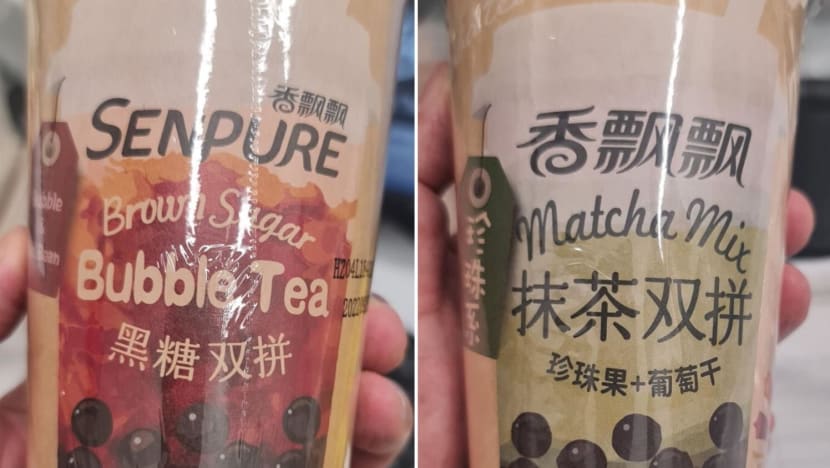 香飘飘
SENPURE
Brown Sugar
Bubble Tea
黑糖双拼
香飘飘
Matcha Mix
抹茶双拼
珍珠果+葡萄干